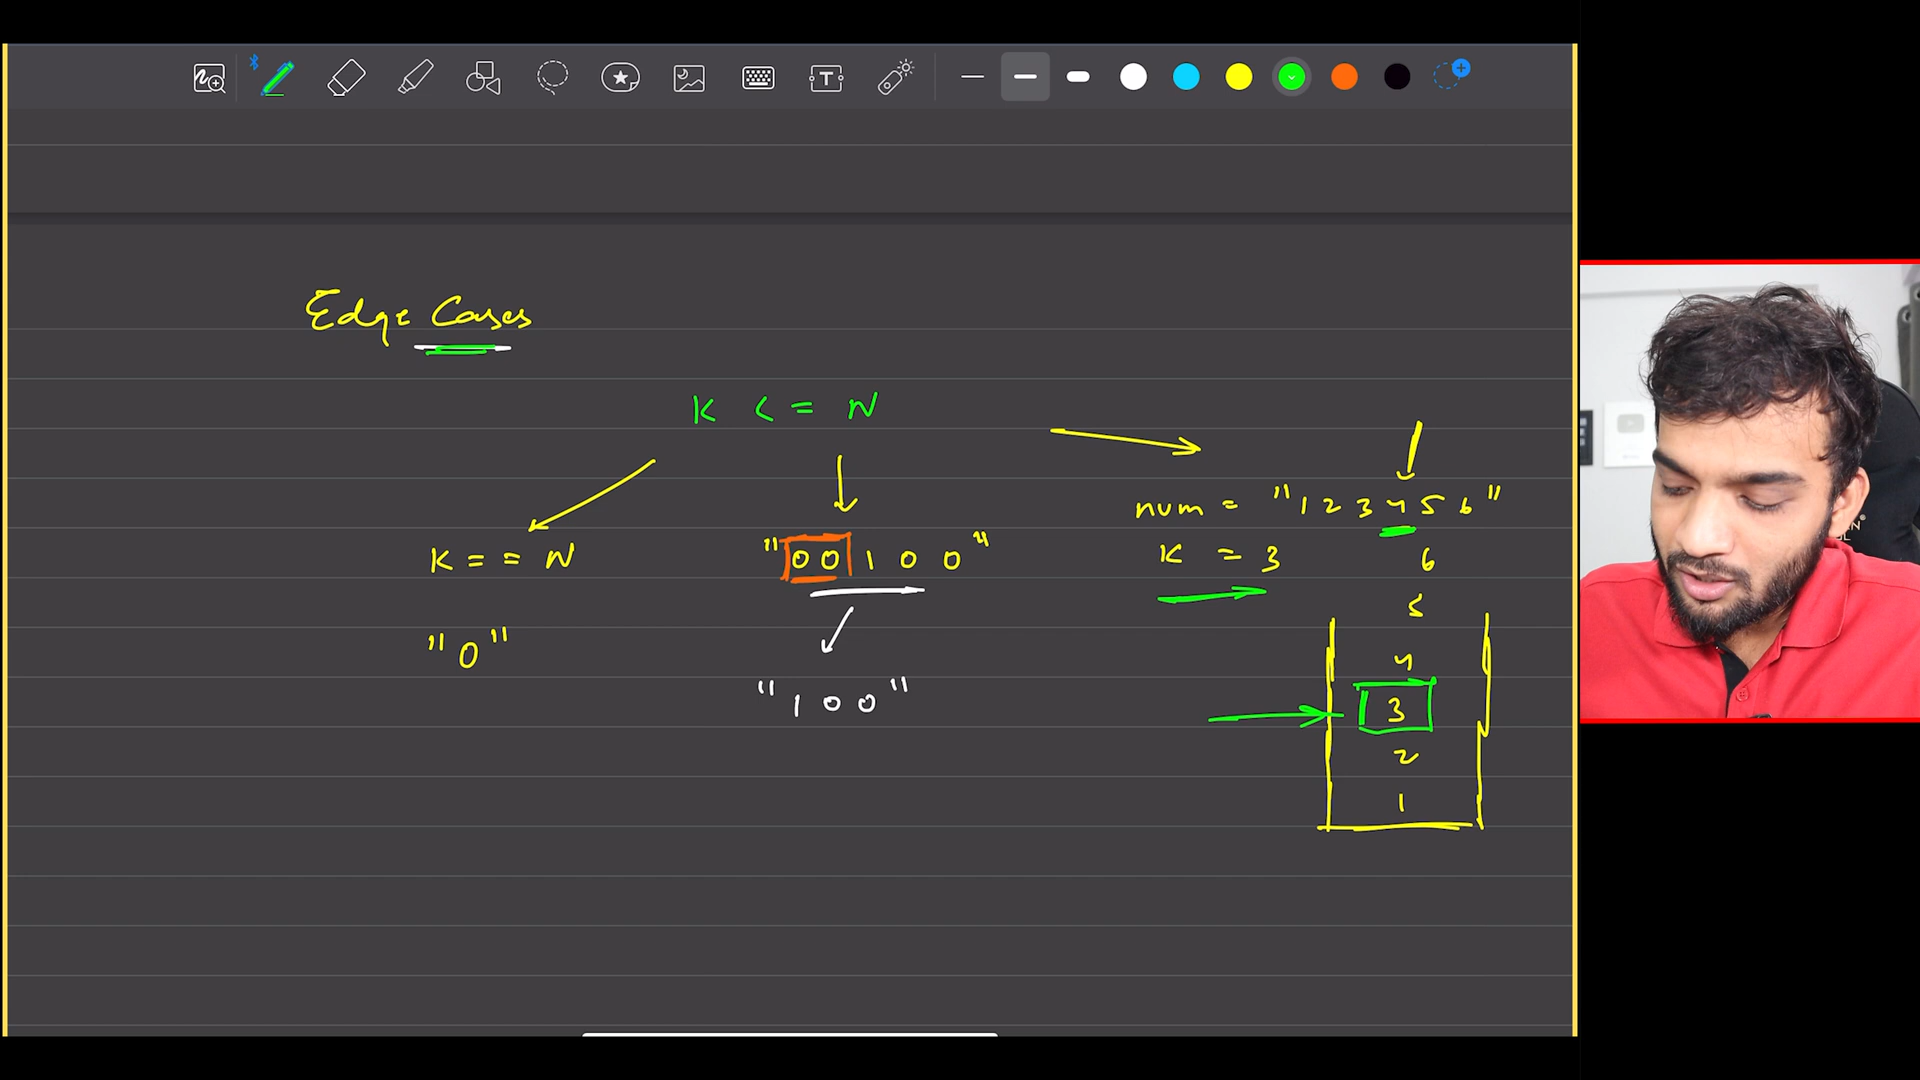 Edge Cases
K <= N
num = "123456"
K == N
"00100"
K = 3
6
5
"0"
4
"100"
3
2
1